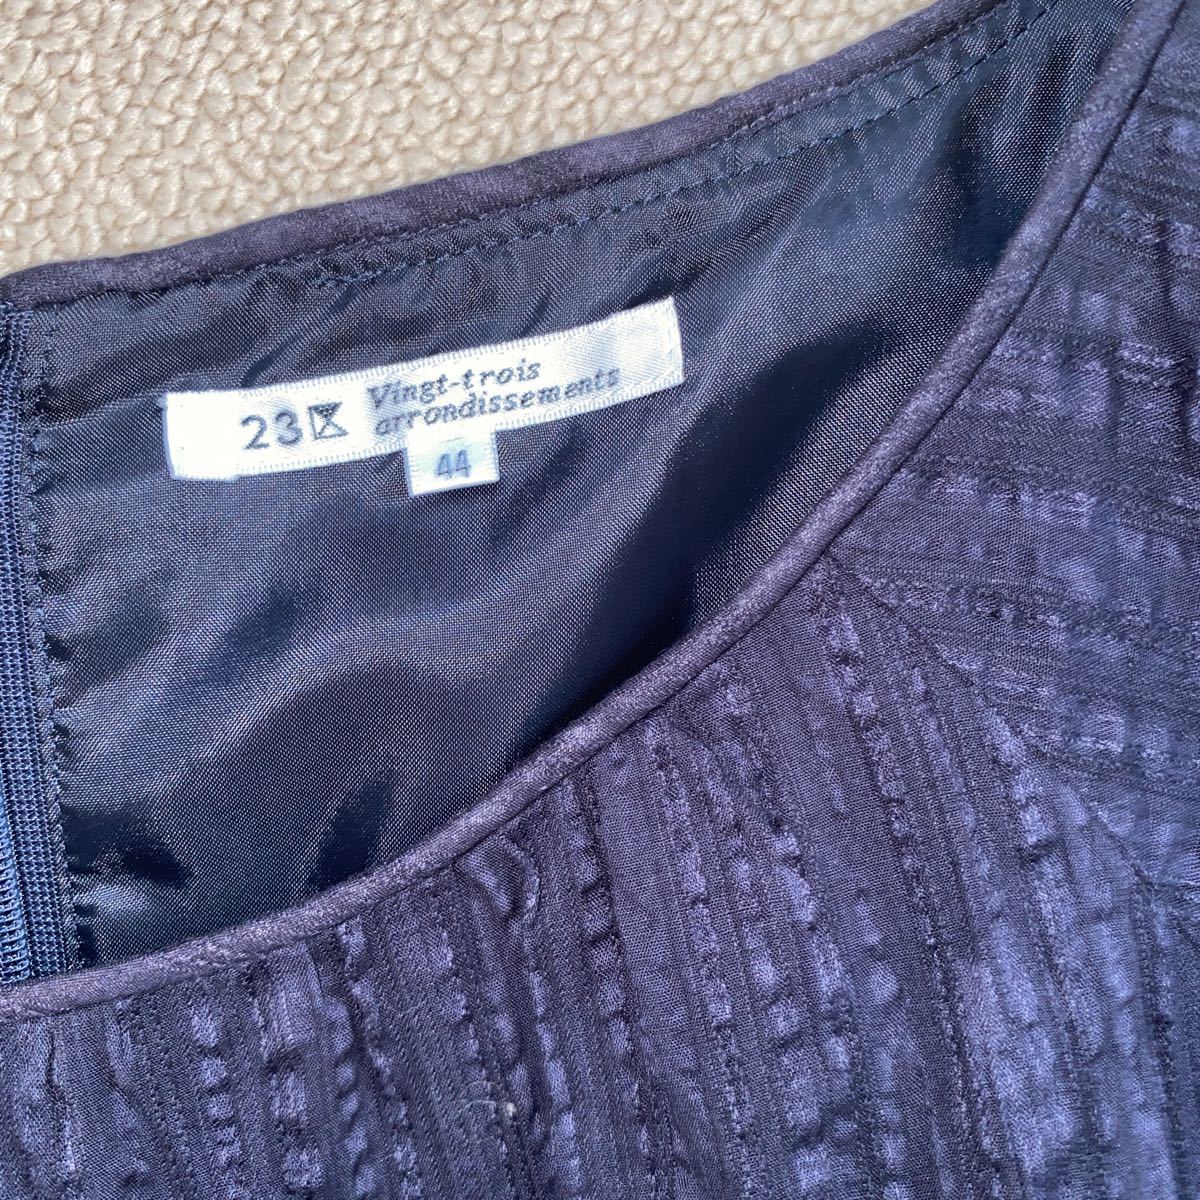 23区
Vingt-trois
arrondissements
44